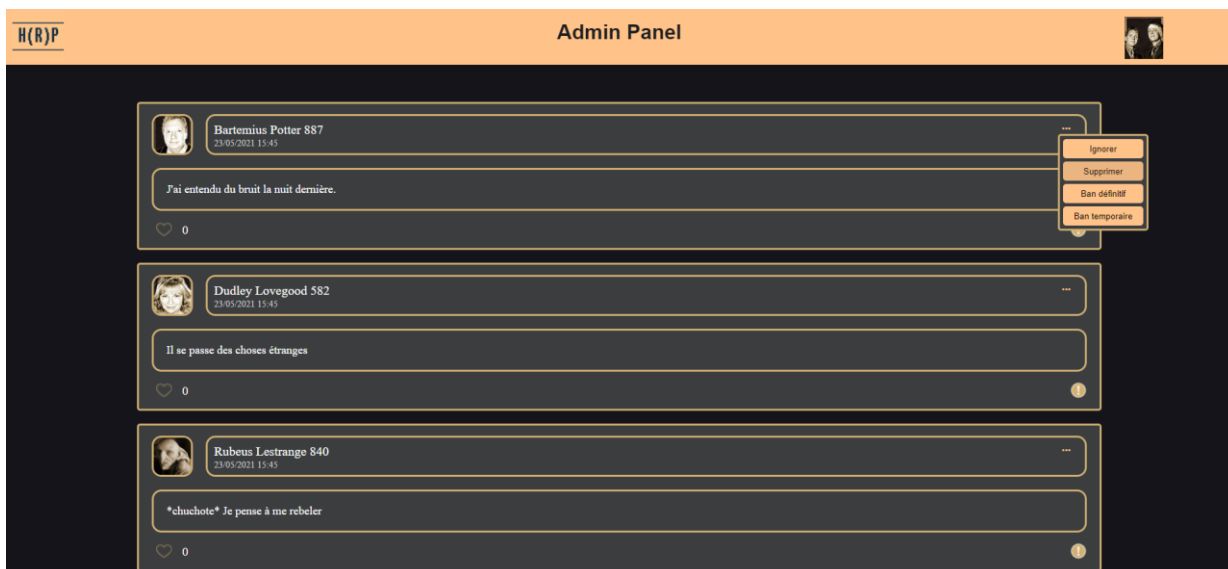 H(R)P
Admin Panel
Bartemius Potter 887
23/05/2021 15:45
...
Ignorer
Supprimer
Ban définitif
Ban temporaire
J'ai entendu du bruit la nuit dernière.
0
Dudley Lovegood 582
23/05/2021 15:45
...
Il se passe des choses étranges
0
!
Rubeus Lestrange 840
23/05/2021 15:45
...
*chuchote* Je pense à me rebeler
0
!